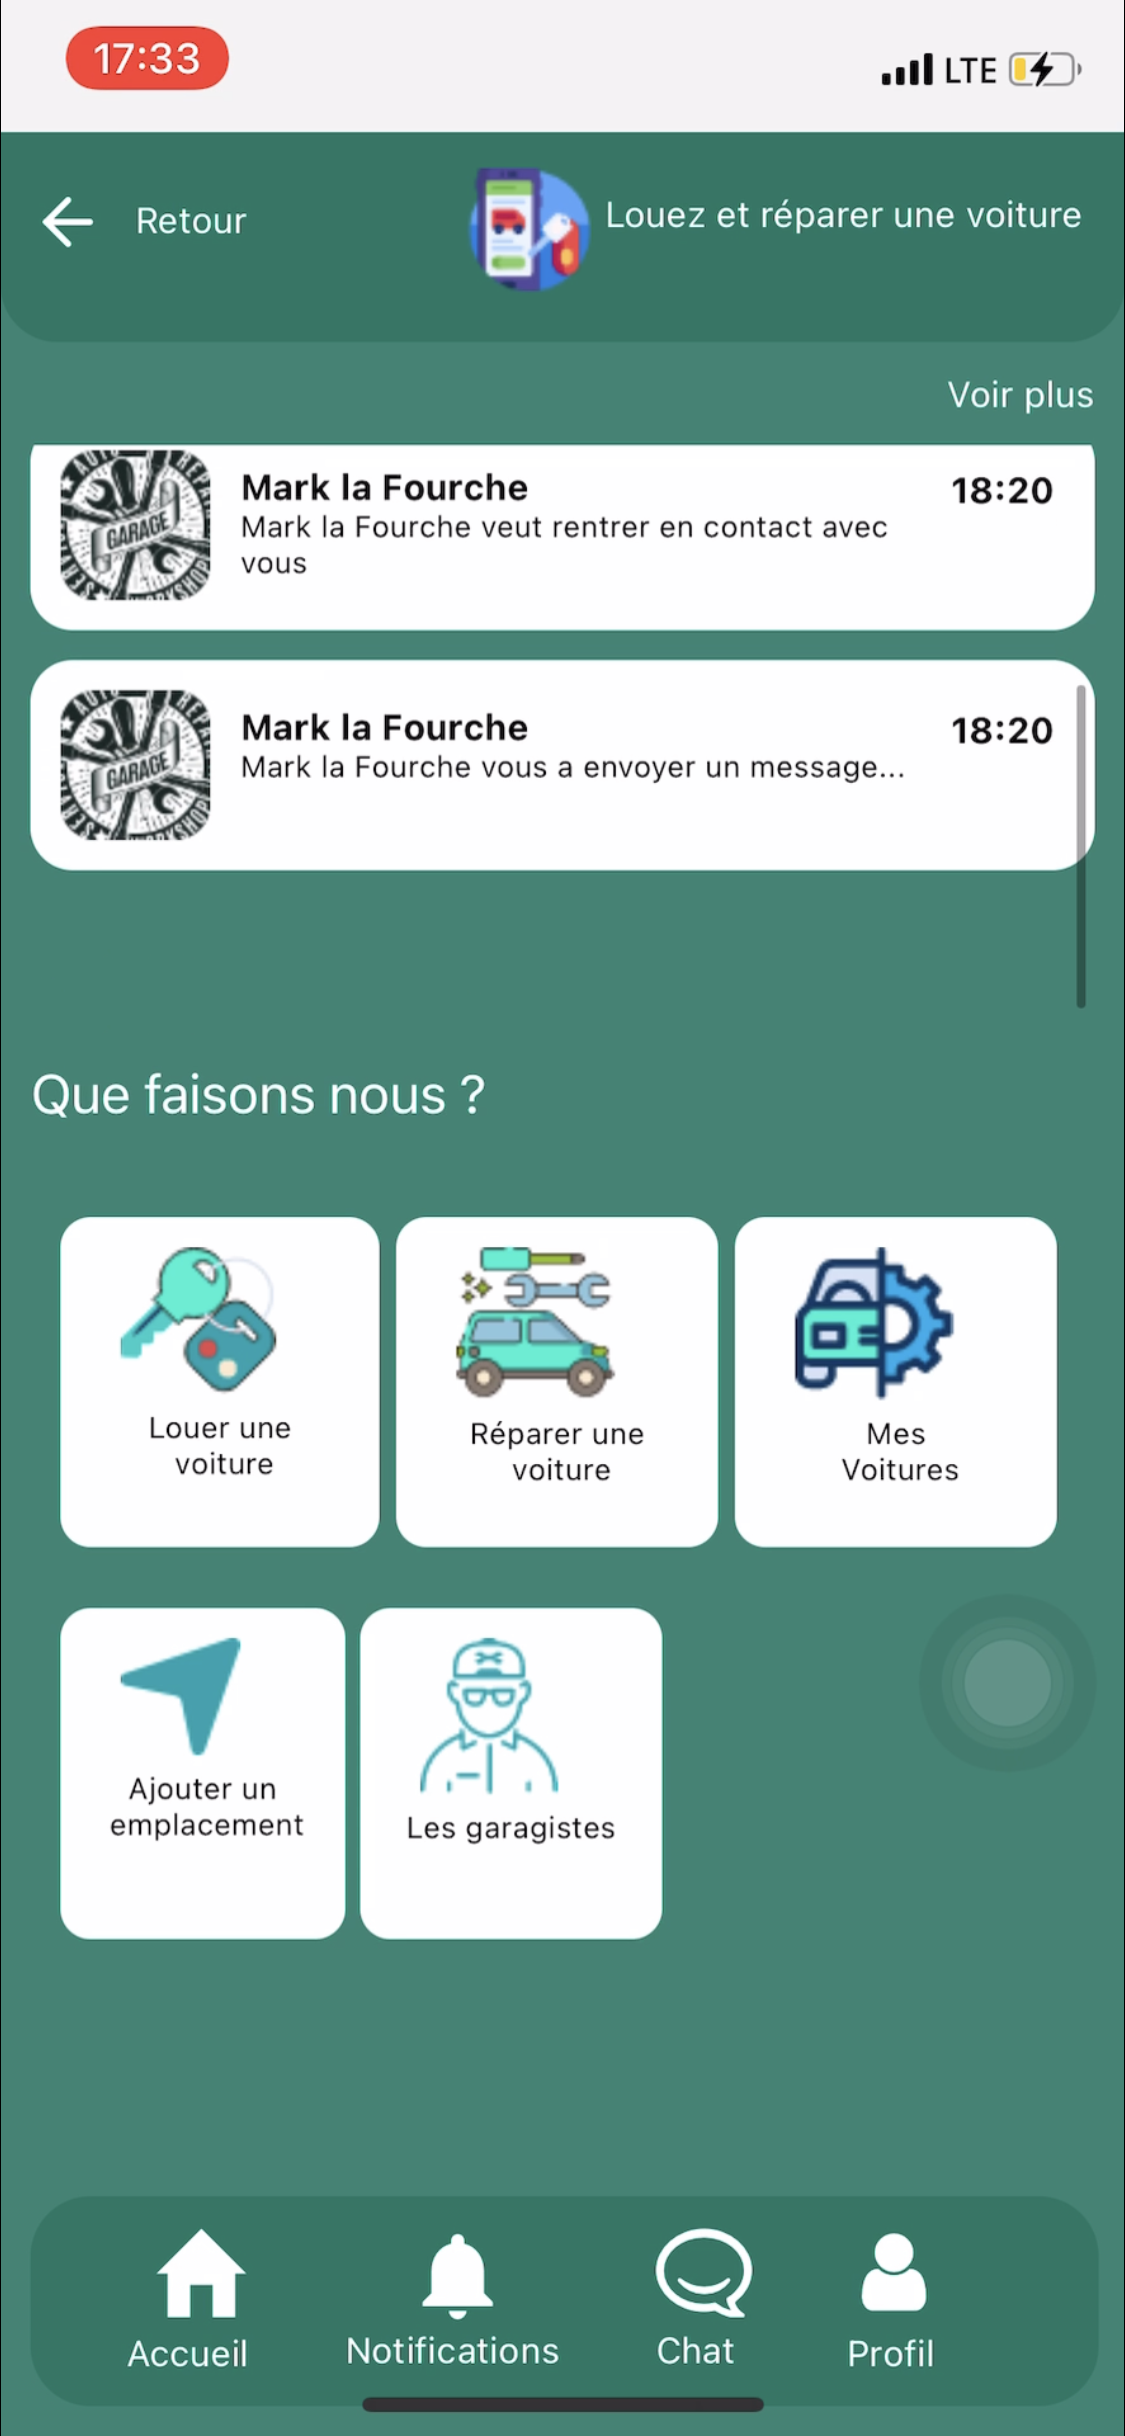 17:33
LTE
Retour
Louez et réparer une voiture
Voir plus
GARAGE
Mark la Fourche
18:20
Mark la Fourche veut rentrer en contact avec
vous
GARAGE
Mark la Fourche
18:20
Mark la Fourche vous a envoyer un message...
Que faisons nous ?
Louer une
voiture
Réparer une
voiture
Mes
Voitures
Ajouter un
emplacement
Les garagistes
Accueil
Notifications
Chat
Profil